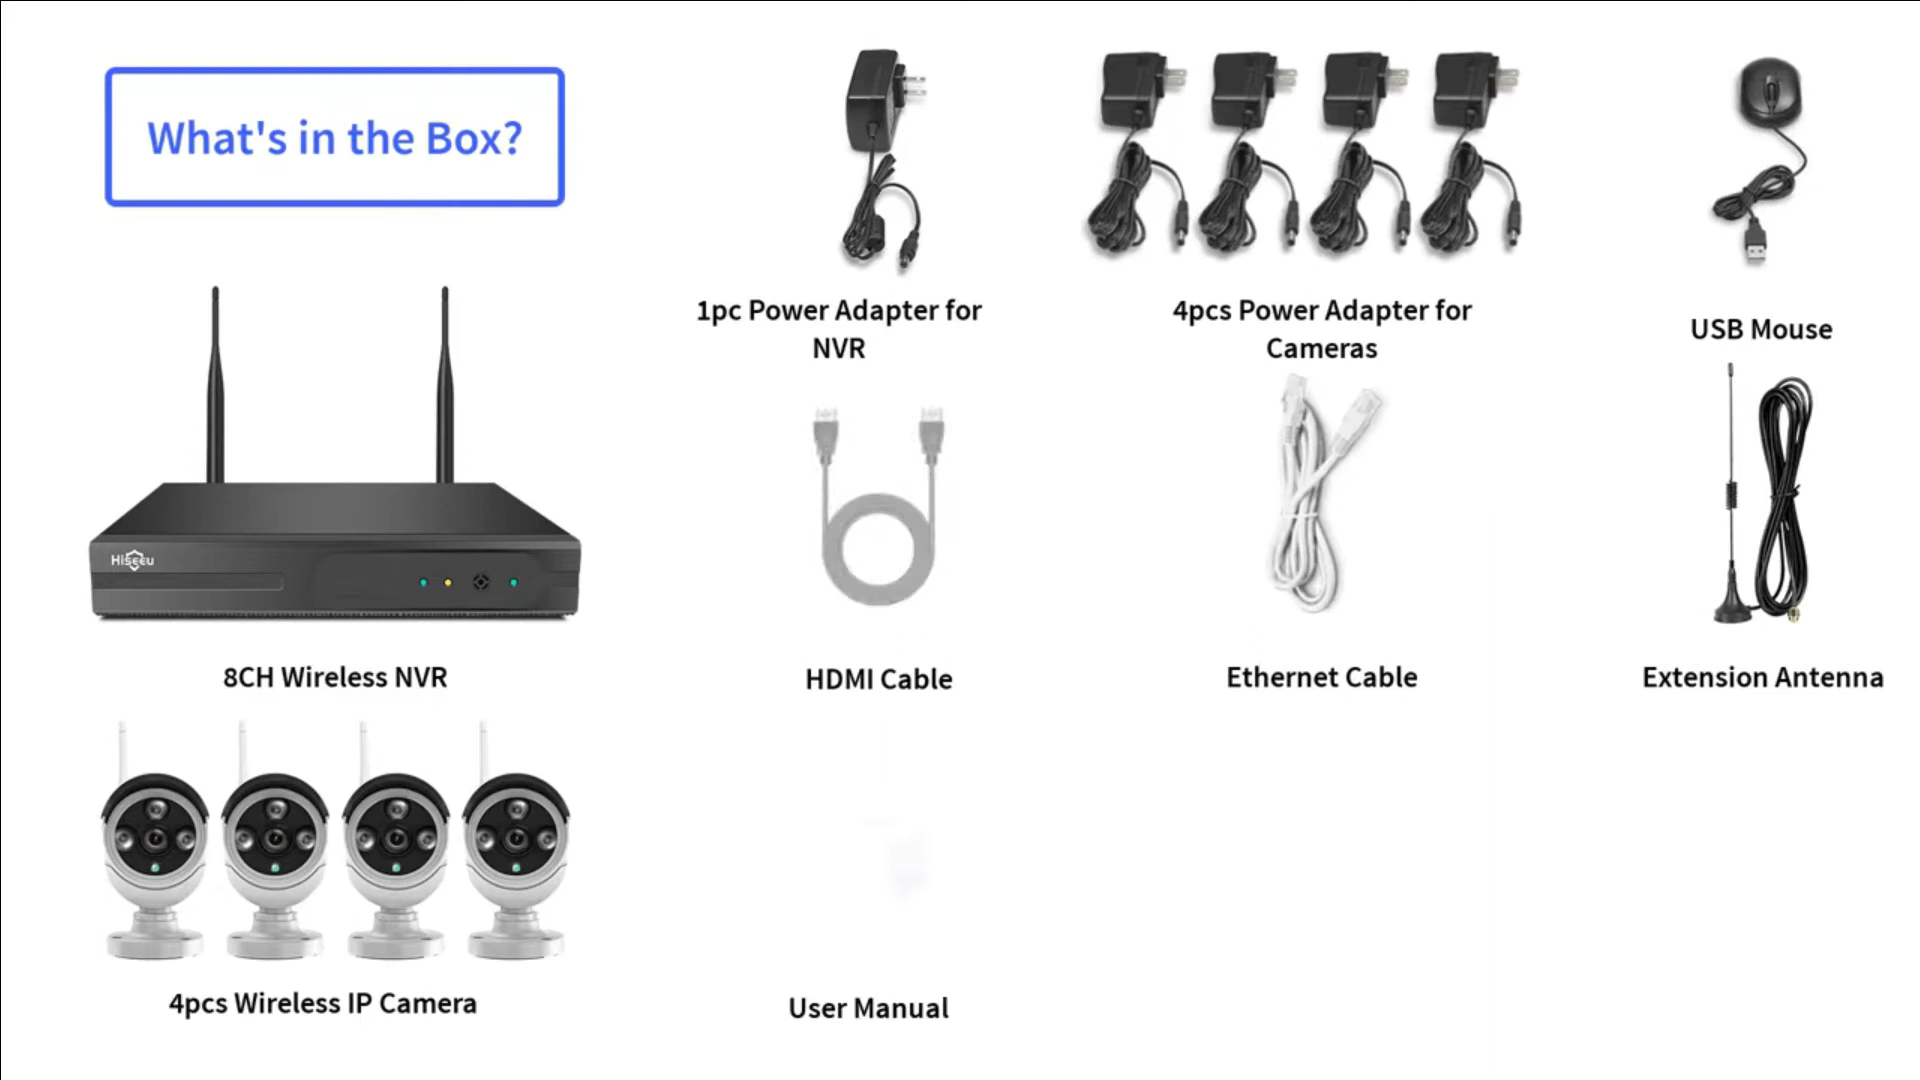 What's in the Box?
1pc Power Adapter for
NVR
4pcs Power Adapter for
Cameras
USB Mouse
HISEEU
8CH Wireless NVR
HDMI Cable
Ethernet Cable
Extension Antenna
4pcs Wireless IP Camera
User Manual